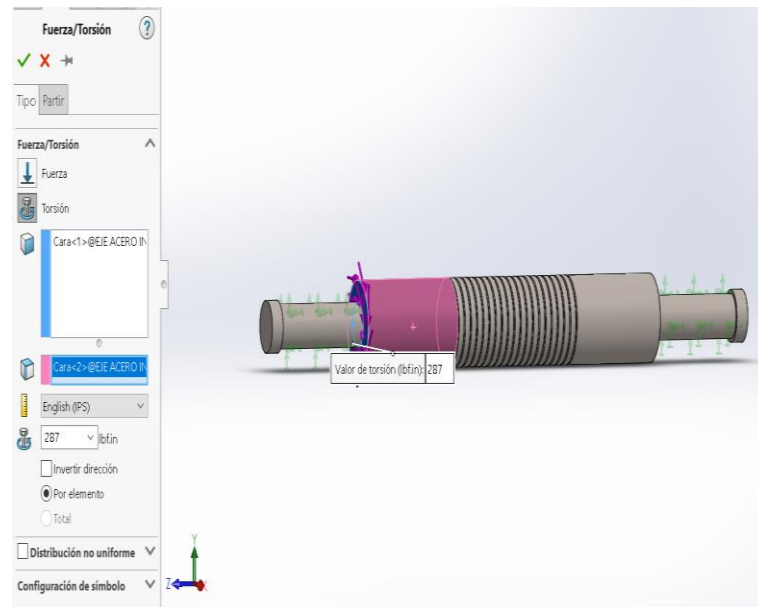 Fuerza/Torsión
?
Tipo Partir
Fuerza/Torsión
Fuerza
Torsión
Cara<1>@EJE ACERO IN
Cara<2>@EJE ACERO IN
English (IPS)
287 lbf.in
Invertir dirección
Por elemento
Total
Distribución no uniforme
Configuración de símbolo
Valor de torsión (lbf.in): 287
Y
Z
X